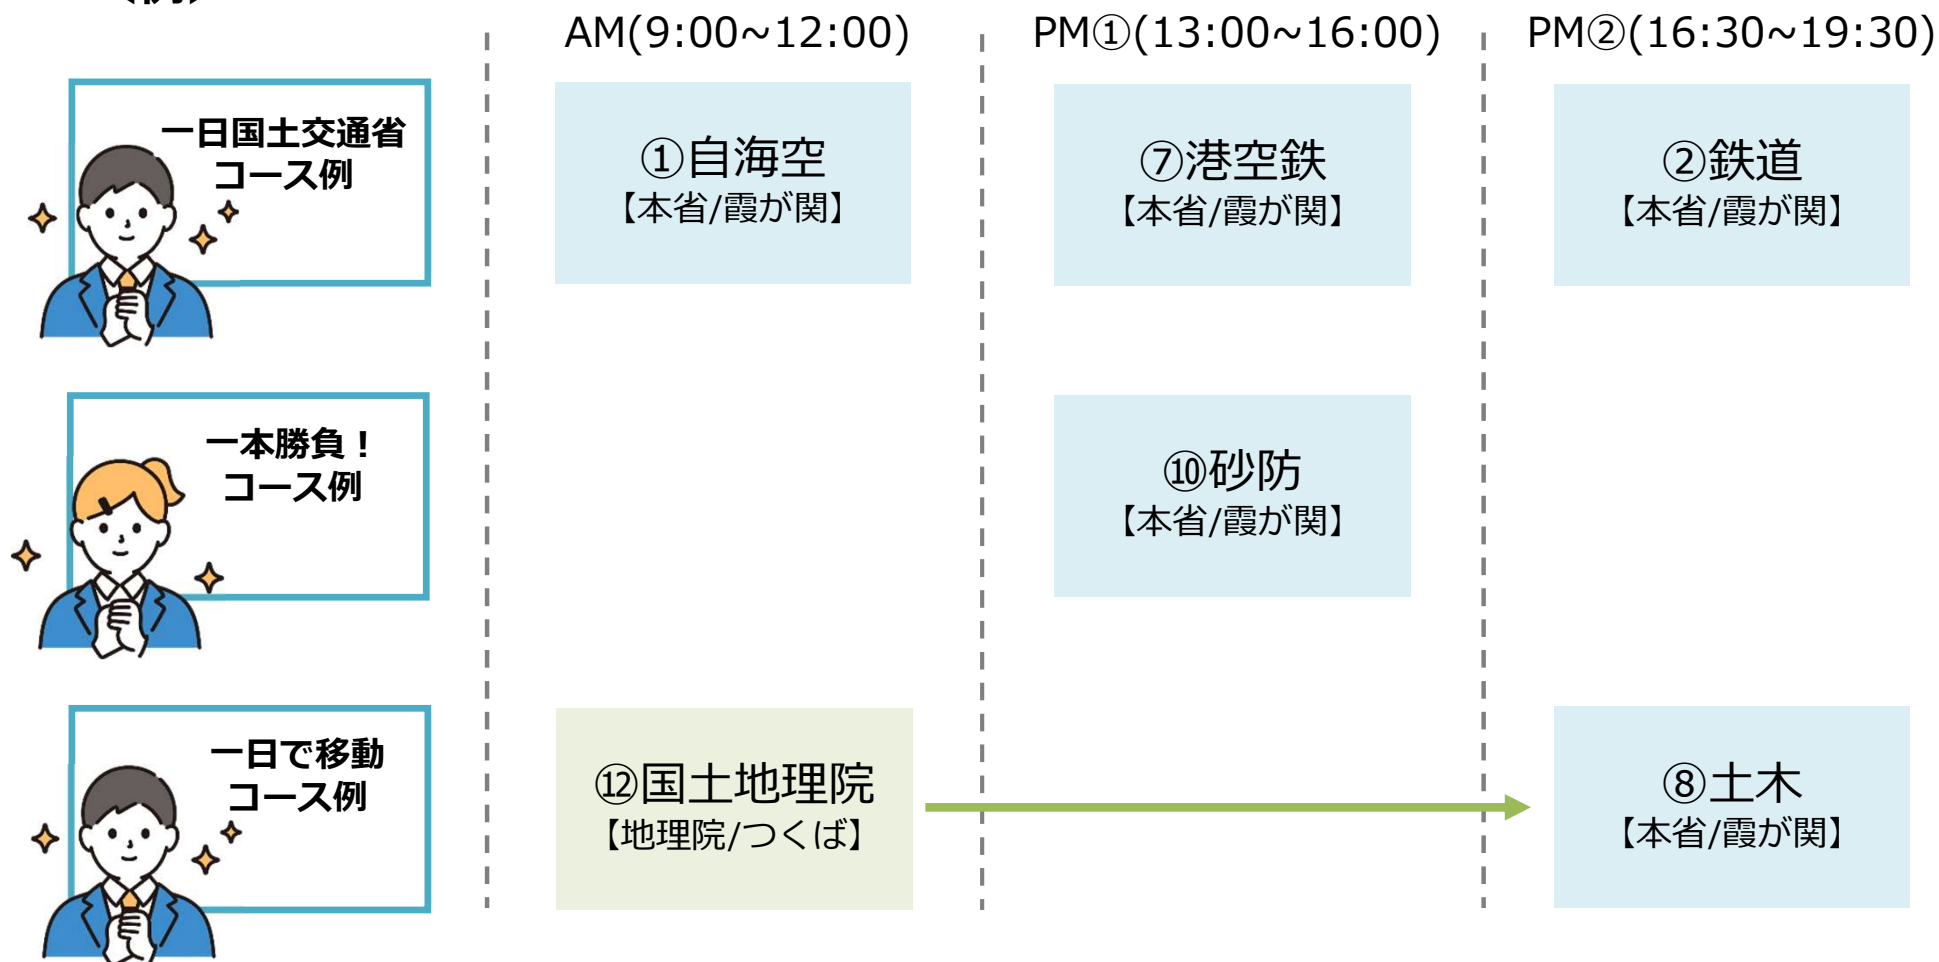 AM(9:00~12:00)
PM①(13:00~16:00)
PM②(16:30~19:30)
一日国土交通省
コース例
①自海空
【本省/霞が関】
⑦港空鉄
【本省/霞が関】
②鉄道
【本省/霞が関】
一本勝負！
コース例
⑩砂防
【本省/霞が関】
一日で移動
コース例
⑫国土地理院
【地理院/つくば】
⑧土木
【本省/霞が関】